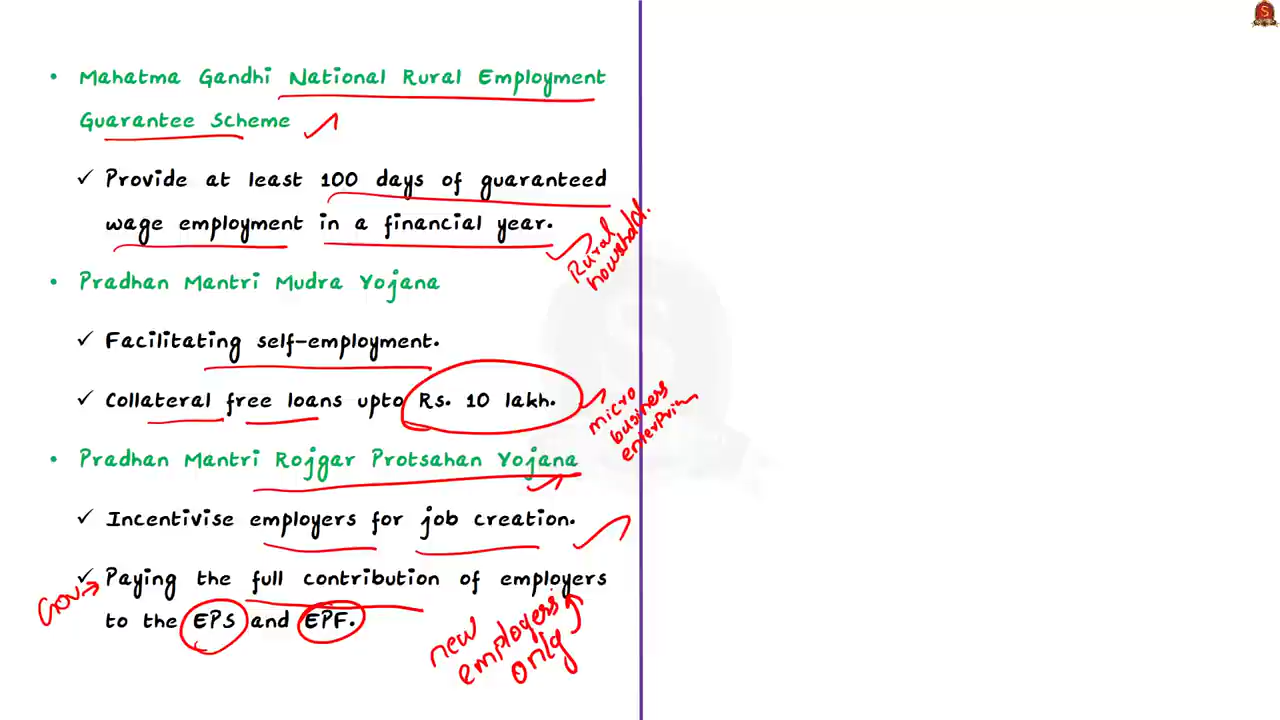 • Mahatma Gandhi National Rural Employment
Guarantee Scheme
✓ Provide at least 100 days of guaranteed
wage employment in a financial year.
Rural
household.
• Pradhan Mantri Mudra Yojana
✓ Facilitating self-employment.
✓ Collateral free loans upto Rs. 10 lakh.
micro
business
• Pradhan Mantri Rojgar Protsahan Yojana
✓ Incentivise employers for job creation.
✓ Paying the full contribution of employers
to the EPS and EPF.
Gov
new
employers
only